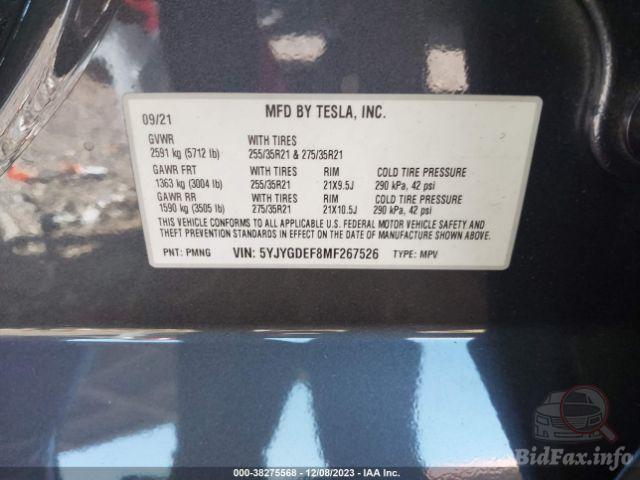 09/21 MFD BY TESLA, INC.
GVWR WITH TIRES
2591 kg (5712 lb) 255/35R21 & 275/35R21
GAWR FRT WITH TIRES RIM COLD TIRE PRESSURE
1363 kg (3004 lb) 255/35R21 21X9.5J 290 kPa, 42 psi
GAWR RR WITH TIRES RIM COLD TIRE PRESSURE
1590 kg (3505 lb) 275/35R21 21X10.5J 290 kPa, 42 psi
THIS VEHICLE CONFORMS TO ALL APPLICABLE U.S. FEDERAL MOTOR VEHICLE SAFETY AND
THEFT PREVENTION STANDARDS IN EFFECT ON THE DATE OF MANUFACTURE SHOWN ABOVE.
PNT: PMNG VIN: 5YJYGDEF8MF267526 TYPE: MPV
BidFax.info
000-38275568 - 12/08/2023 - IAA Inc.